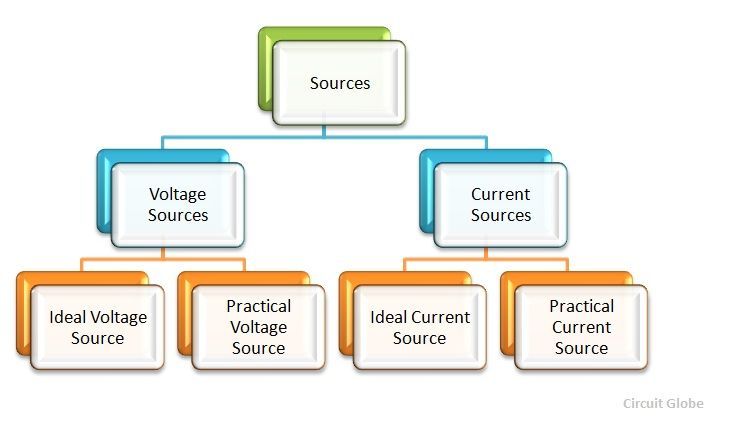 Sources
Voltage
Sources
Current
Sources
Ideal Voltage
Source
Practical
Voltage
Source
Ideal Current
Source
Practical
Current
Source
Circuit Globe